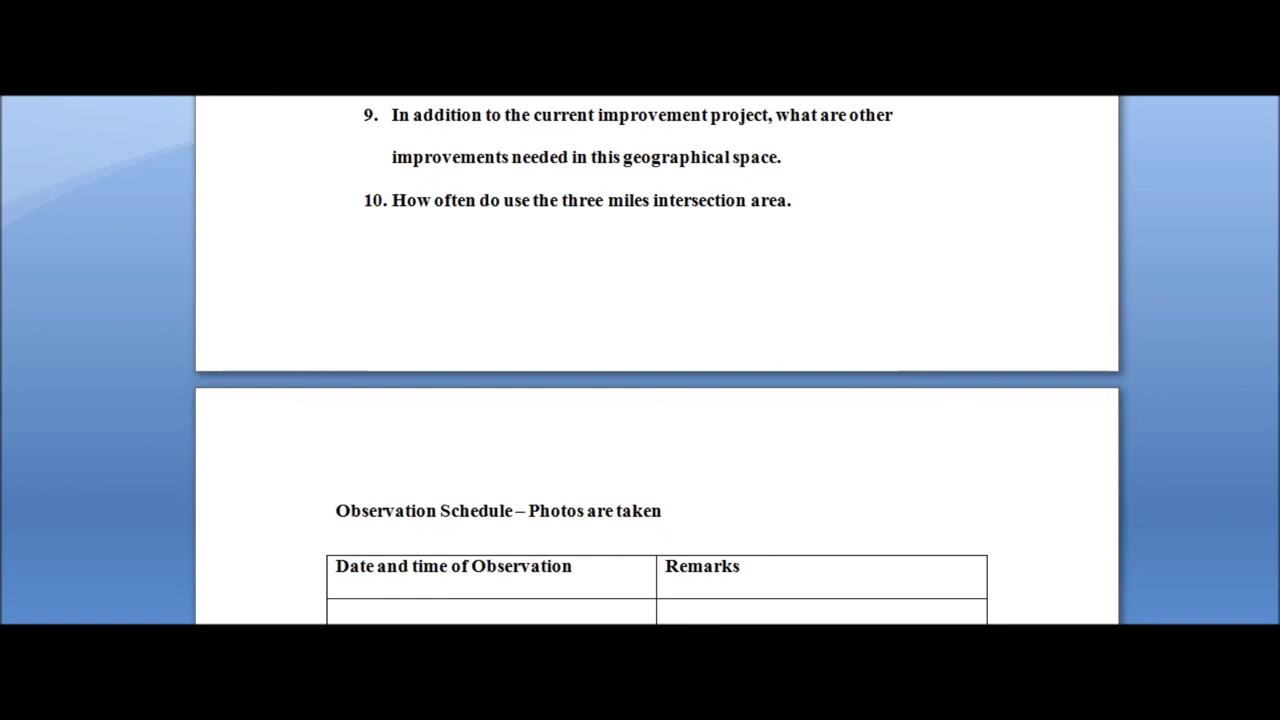 9. In addition to the current improvement project, what are other
improvements needed in this geographical space.
10. How often do use the three miles intersection area.
Observation Schedule – Photos are taken
Date and time of Observation
Remarks